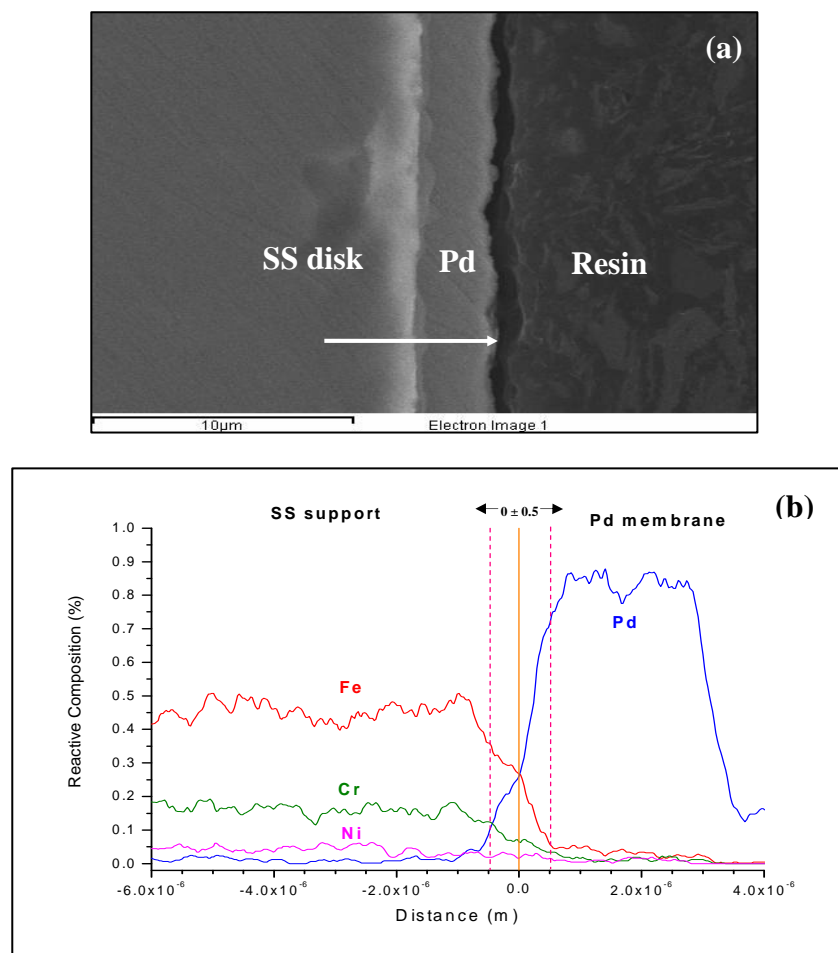 (a)
SS disk Pd Resin
10µm Electron Image 1
(b)
SS support 0 ± 0.5 Pd membrane
1.0
0.9
0.8
0.7
0.6
0.5
0.4
0.3
0.2
0.1
0.0
Reactive Composition (%)
Pd
Fe
Cr
Ni
-6.0x10⁻⁶ -4.0x10⁻⁶ -2.0x10⁻⁶ 0.0 2.0x10⁻⁶ 4.0x10⁻⁶
Distance (m)